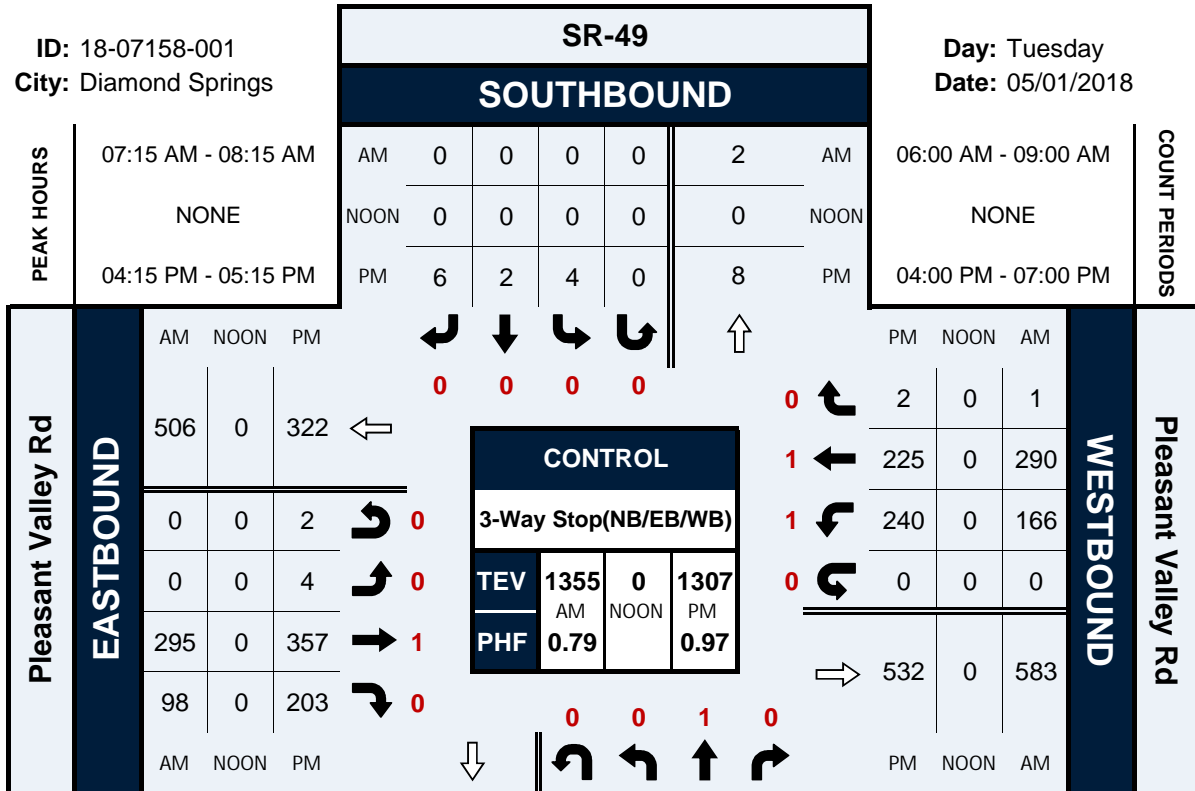 ID: 18-07158-001
City: Diamond Springs
SR-49
SOUTHBOUND
Day: Tuesday
Date: 05/01/2018
PEAK HOURS
07:15 AM - 08:15 AM
NONE
04:15 PM - 05:15 PM
AM 0 0 0 0 2 AM
NOON 0 0 0 0 0 NOON
PM 6 2 4 0 8 PM
06:00 AM - 09:00 AM
NONE
04:00 PM - 07:00 PM
COUNT PERIODS
0 0 0 0
Pleasant Valley Rd
EASTBOUND
AM NOON PM
506 0 322
0 0 2 0
0 0 4 0
295 0 357 1
98 0 203 0
AM NOON PM
CONTROL
3-Way Stop(NB/EB/WB)
TEV 1355 0 1307
AM NOON PM
PHF 0.79 0.97
PM NOON AM
0 2 0 1
1 225 0 290
1 240 0 166
0 0 0 0
532 0 583
PM NOON AM
WESTBOUND
Pleasant Valley Rd
0 0 1 0